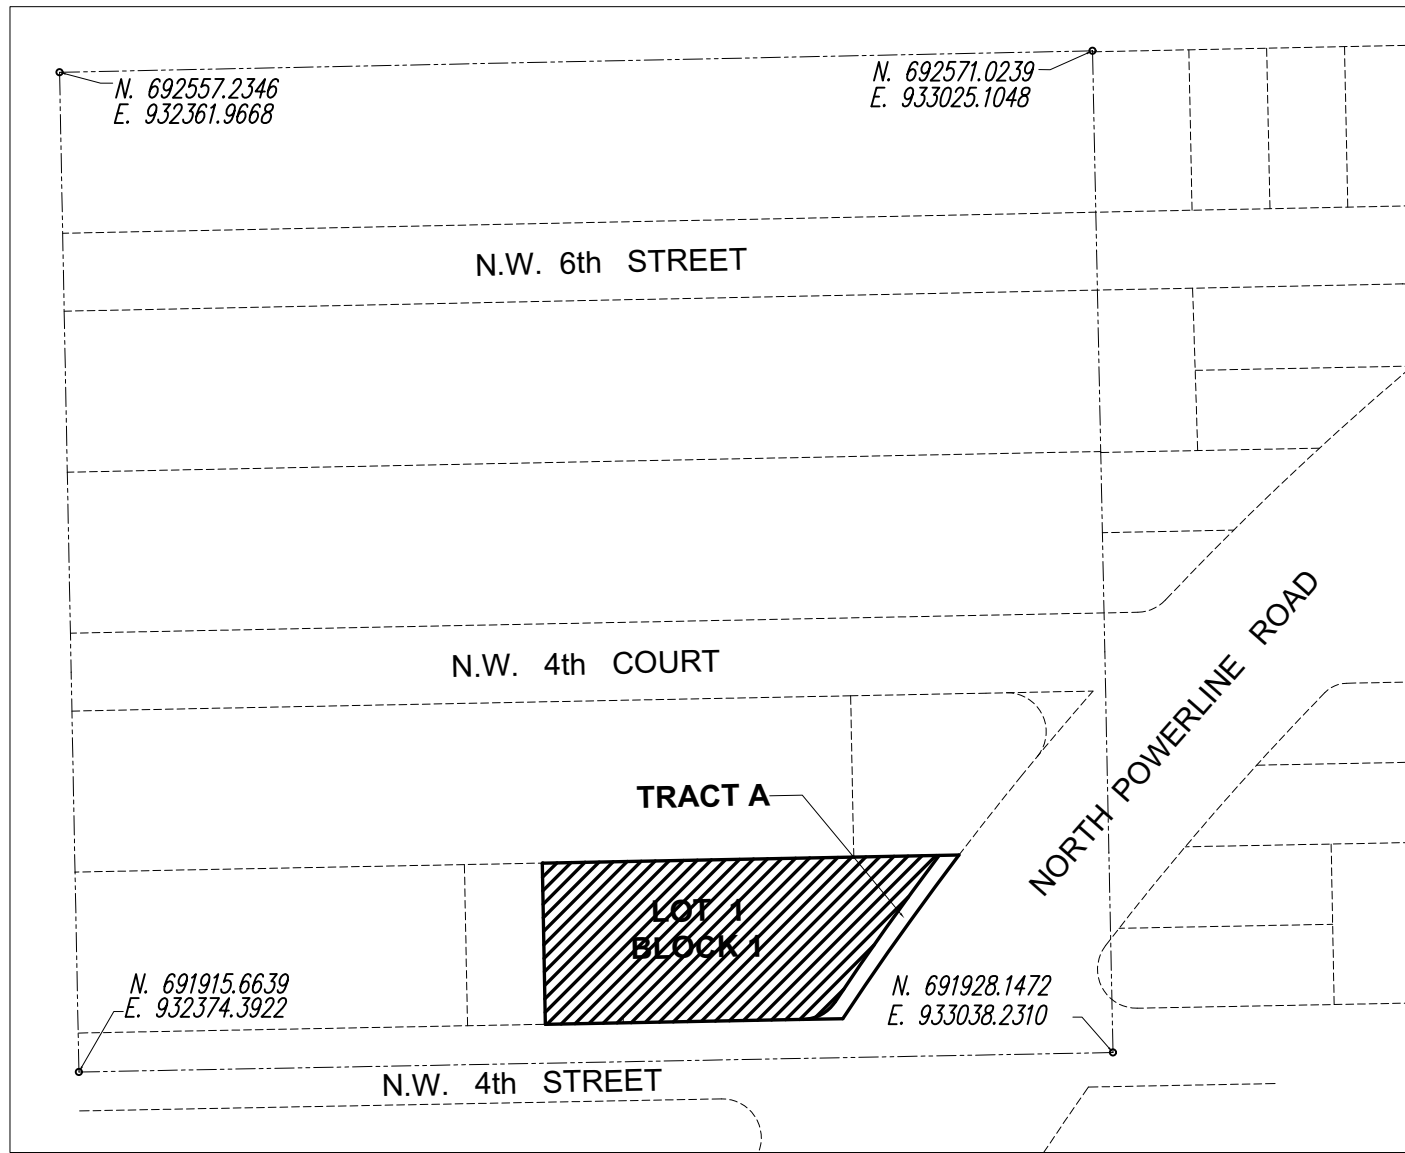 N. 692557.2346
E. 932361.9668
N. 692571.0239
E. 933025.1048
N.W. 6th STREET
N.W. 4th COURT
NORTH POWERLINE ROAD
TRACT A
LOT 1
BLOCK 1
N. 691915.6639
E. 932374.3922
N. 691928.1472
E. 933038.2310
N.W. 4th STREET